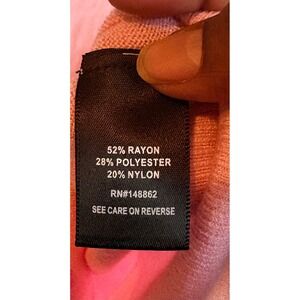 52% RAYON
28% POLYESTER
20% NYLON
RN#148862
SEE CARE ON REVERSE